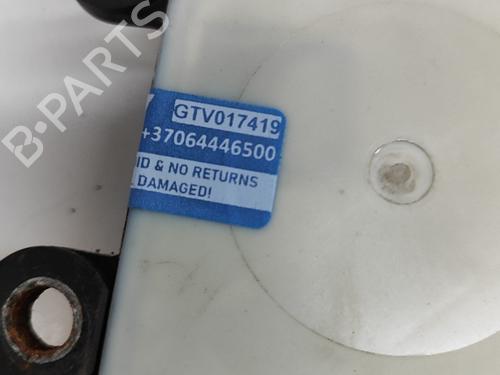 B-PARTS
GTV017419
+37064446500
ID & NO RETURNS
DAMAGED!